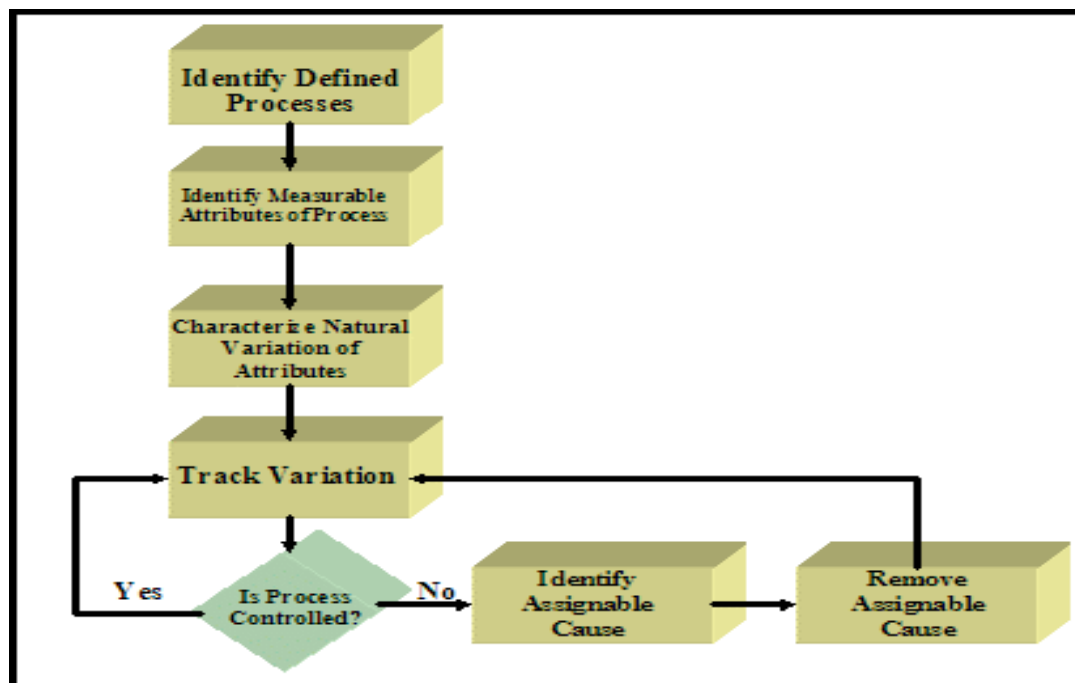 Identify Defined
Processes
Identify Measurable
Attributes of Process
Characterize Natural
Variation of
Attributes
Track Variation
Yes
Is Process
Controlled?
No
Identify
Assignable
Cause
Remove
Assignable
Cause